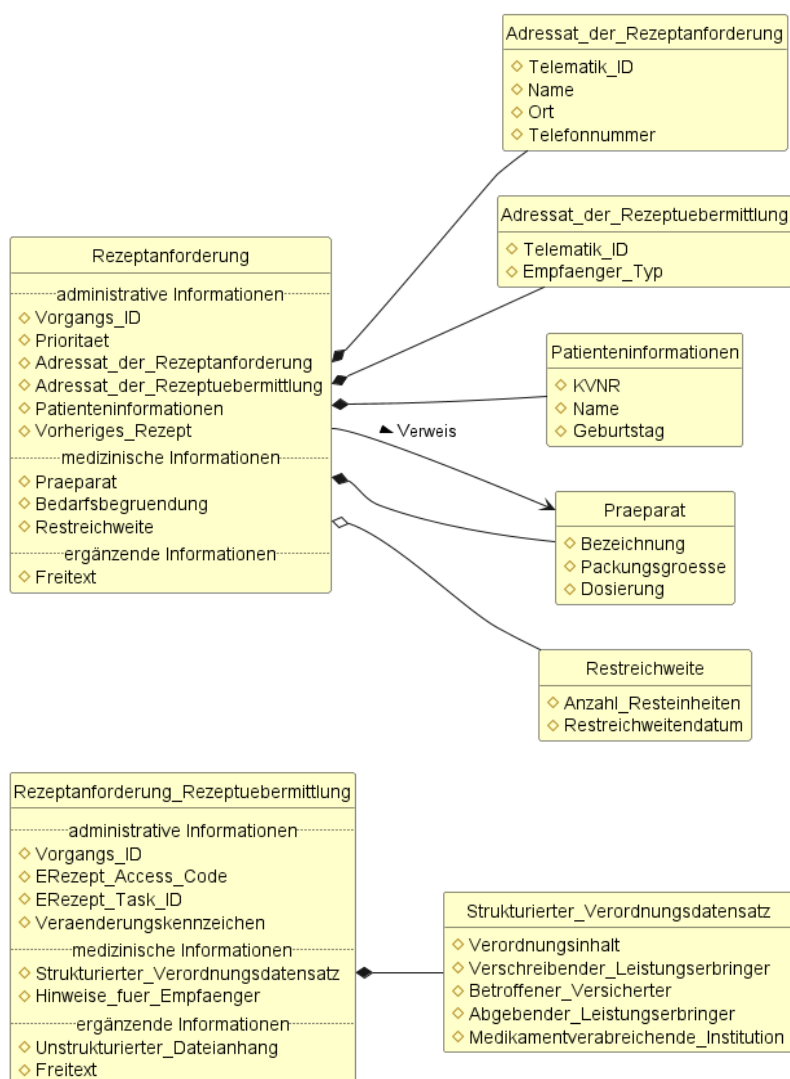 Adressat_der_Rezeptanforderung
Telematik_ID
Name
Ort
Telefonnummer
Adressat_der_Rezeptuebermittlung
Telematik_ID
Empfaenger_Typ
Rezeptanforderung
administrative Informationen
Vorgangs_ID
Prioritaet
Adressat_der_Rezeptanforderung
Adressat_der_Rezeptuebermittlung
Patienteninformationen
Vorheriges_Rezept
medizinische Informationen
Praeparat
Bedarfsbegruendung
Restreichweite
ergänzende Informationen
Freitext
Patienteninformationen
KVNR
Name
Geburtstag
Verweis
Praeparat
Bezeichnung
Packungsgroesse
Dosierung
Restreichweite
Anzahl_Resteinheiten
Restreichweitendatum
Rezeptanforderung_Rezeptuebermittlung
administrative Informationen
Vorgangs_ID
ERezept_Access_Code
ERezept_Task_ID
Veraenderungskennzeichen
medizinische Informationen
Strukturierter_Verordnungsdatensatz
Hinweise_fuer_Empfaenger
ergänzende Informationen
Unstrukturierter_Dateianhang
Freitext
Strukturierter_Verordnungsdatensatz
Verordnungsinhalt
Verschreibender_Leistungserbringer
Betroffener_Versicherter
Abgebender_Leistungserbringer
Medikamentverabreichende_Institution